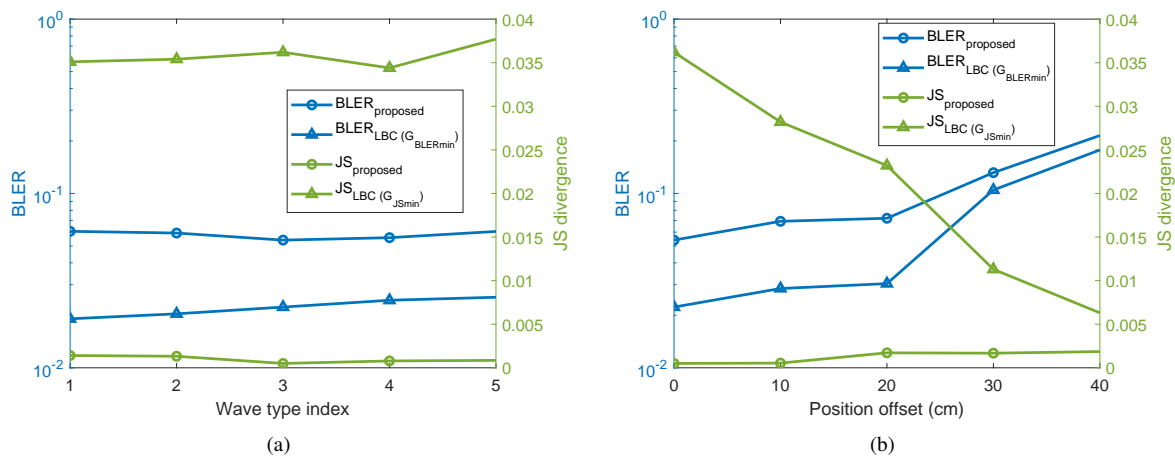 10^0
10^-1
10^-2
BLER
0.04
0.035
0.03
0.025
0.02
0.015
0.01
0.005
0
JS divergence
BLER_proposed
BLER_LBC (G_BLERmin)
JS_proposed
JS_LBC (G_JSmin)
1 2 3 4 5
Wave type index
(a)
10^0
10^-1
10^-2
BLER
0.04
0.035
0.03
0.025
0.02
0.015
0.01
0.005
0
JS divergence
BLER_proposed
BLER_LBC (G_BLERmin)
JS_proposed
JS_LBC (G_JSmin)
0 10 20 30 40
Position offset (cm)
(b)